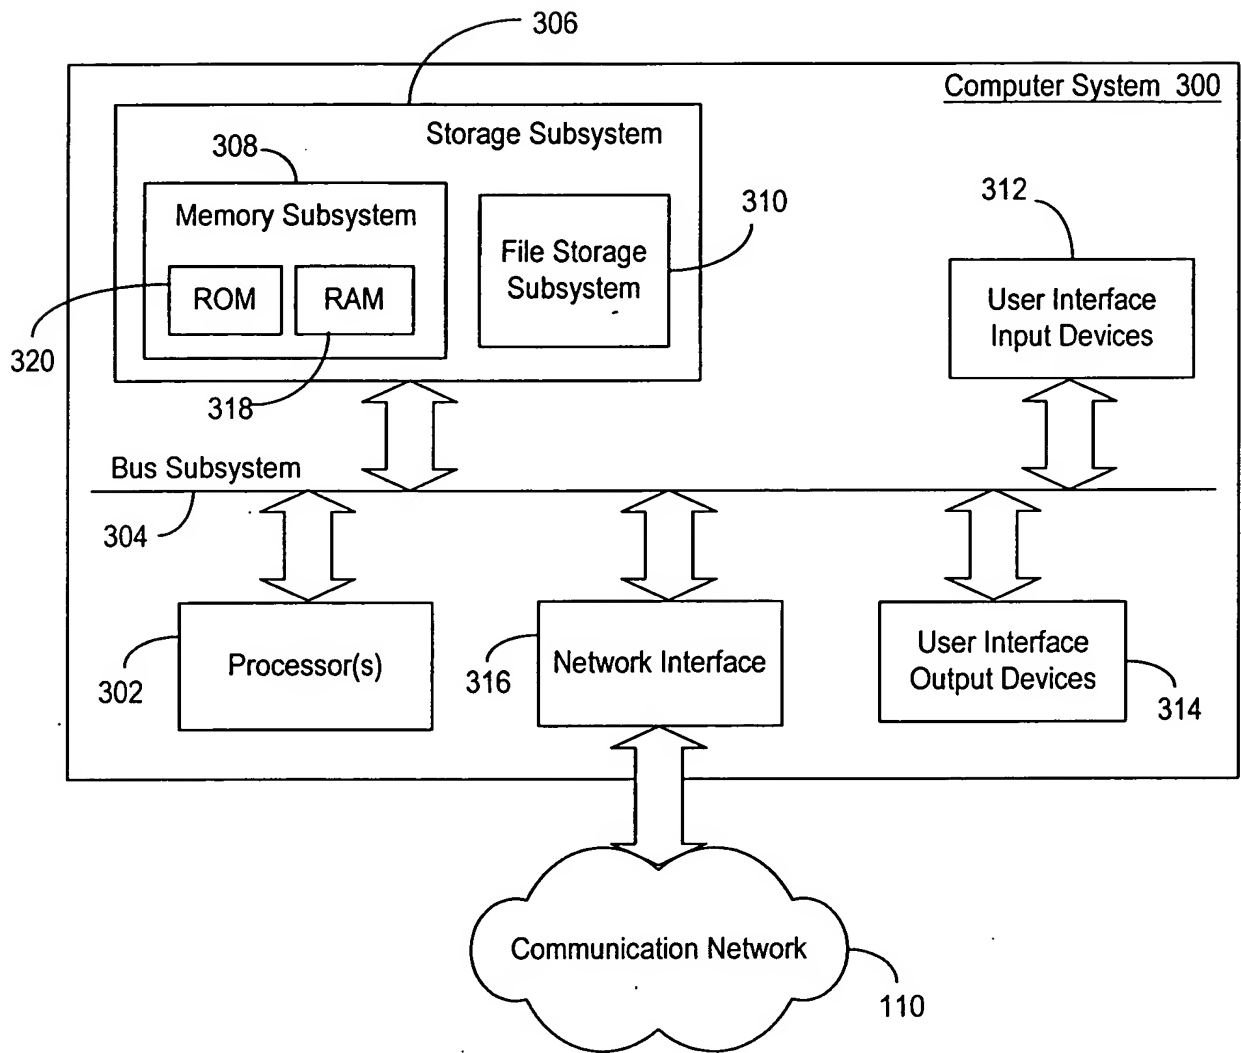 306
Computer System 300
Storage Subsystem
308
Memory Subsystem
310
312
File Storage
Subsystem
ROM
RAM
User Interface
Input Devices
320
318
Bus Subsystem
304
Processor(s)
302
Network Interface
316
User Interface
Output Devices
314
Communication Network
110